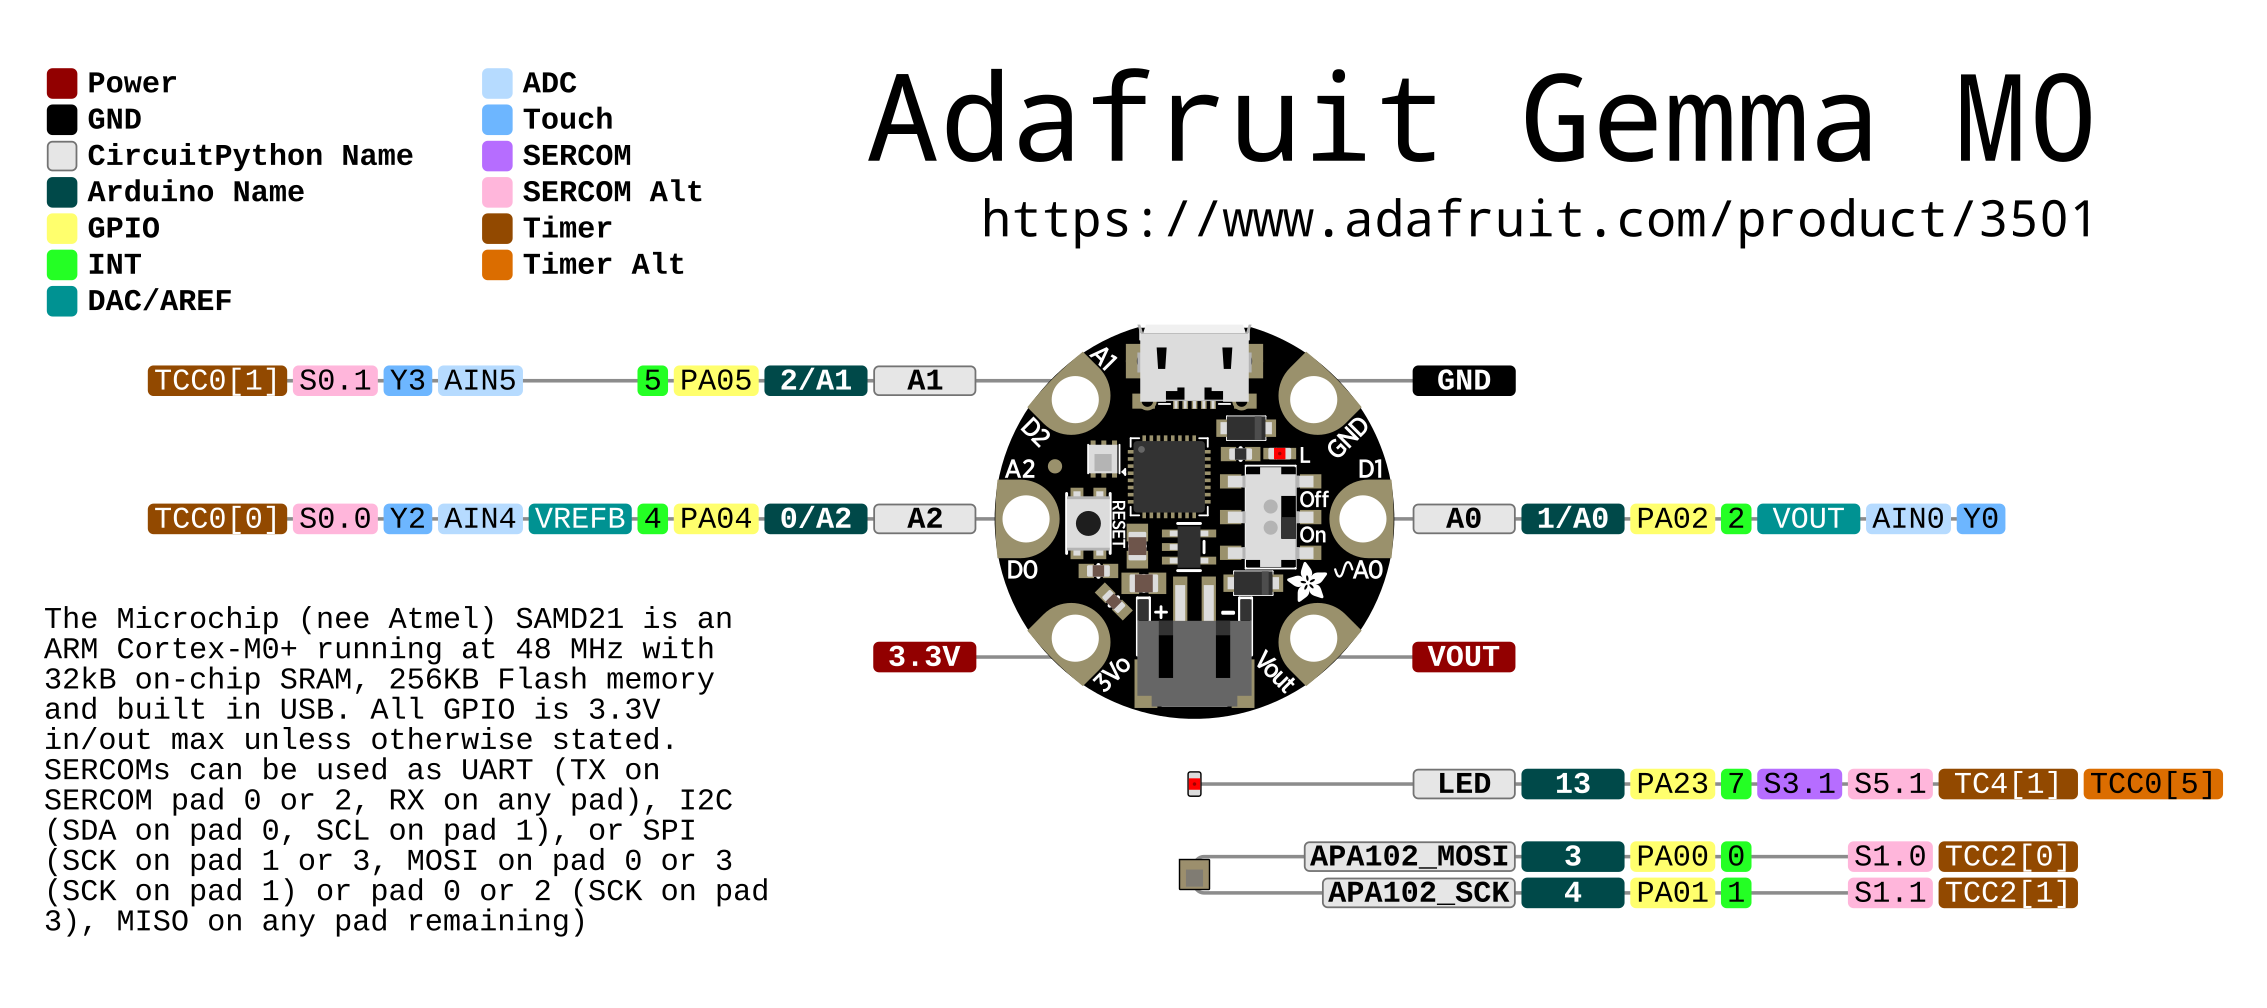 Adafruit Gemma M0
https://www.adafruit.com/product/3501
Power
GND
CircuitPython Name
Arduino Name
GPIO
INT
DAC/AREF
ADC
Touch
SERCOM
SERCOM Alt
Timer
Timer Alt
TCC0[1] S0.1 Y3 AIN5 5 PA05 2/A1 A1
GND
TCC0[0] S0.0 Y2 AIN4 VREFB 4 PA04 0/A2 A2
A0 1/A0 PA02 2 VOUT AIN0 Y0
3.3V
VOUT
A1
D2
A2
D0
3Vo
RESET
GND
D1
L
Off
On
A0
Vout
+ -
The Microchip (nee Atmel) SAMD21 is an
ARM Cortex-M0+ running at 48 MHz with
32kB on-chip SRAM, 256KB Flash memory
and built in USB. All GPIO is 3.3V
in/out max unless otherwise stated.
SERCOMs can be used as UART (TX on
SERCOM pad 0 or 2, RX on any pad), I2C
(SDA on pad 0, SCL on pad 1), or SPI
(SCK on pad 1 or 3, MOSI on pad 0 or 3
(SCK on pad 1) or pad 0 or 2 (SCK on pad
3), MISO on any pad remaining)
LED 13 PA23 7 S3.1 S5.1 TC4[1] TCC0[5]
APA102_MOSI 3 PA00 0 S1.0 TCC2[0]
APA102_SCK 4 PA01 1 S1.1 TCC2[1]